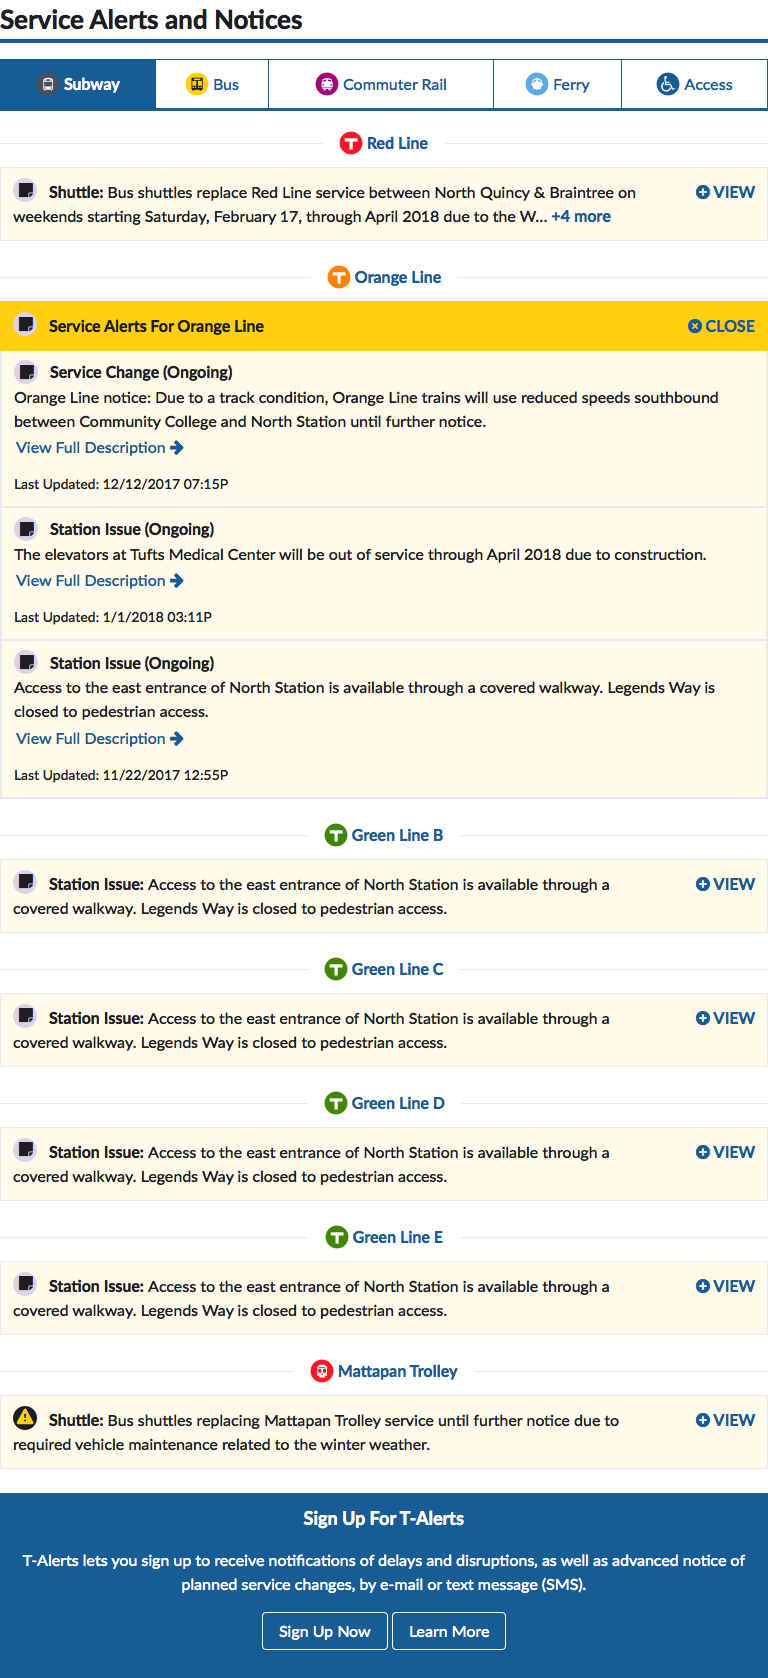 Service Alerts and Notices
Subway Bus Commuter Rail Ferry Access
T Red Line
Shuttle: Bus shuttles replace Red Line service between North Quincy & Braintree on VIEW
weekends starting Saturday, February 17, through April 2018 due to the W... +4 more
T Orange Line
Service Alerts For Orange Line CLOSE
Service Change (Ongoing)
Orange Line notice: Due to a track condition, Orange Line trains will use reduced speeds southbound
between Community College and North Station until further notice.
View Full Description
Last Updated: 12/12/2017 07:15P
Station Issue (Ongoing)
The elevators at Tufts Medical Center will be out of service through April 2018 due to construction.
View Full Description
Last Updated: 1/1/2018 03:11P
Station Issue (Ongoing)
Access to the east entrance of North Station is available through a covered walkway. Legends Way is
closed to pedestrian access.
View Full Description
Last Updated: 11/22/2017 12:55P
T Green Line B
Station Issue: Access to the east entrance of North Station is available through a VIEW
covered walkway. Legends Way is closed to pedestrian access.
T Green Line C
Station Issue: Access to the east entrance of North Station is available through a VIEW
covered walkway. Legends Way is closed to pedestrian access.
T Green Line D
Station Issue: Access to the east entrance of North Station is available through a VIEW
covered walkway. Legends Way is closed to pedestrian access.
T Green Line E
Station Issue: Access to the east entrance of North Station is available through a VIEW
covered walkway. Legends Way is closed to pedestrian access.
Mattapan Trolley
Shuttle: Bus shuttles replacing Mattapan Trolley service until further notice due to VIEW
required vehicle maintenance related to the winter weather.
Sign Up For T-Alerts
T-Alerts lets you sign up to receive notifications of delays and disruptions, as well as advanced notice of
planned service changes, by e-mail or text message (SMS).
Sign Up Now Learn More